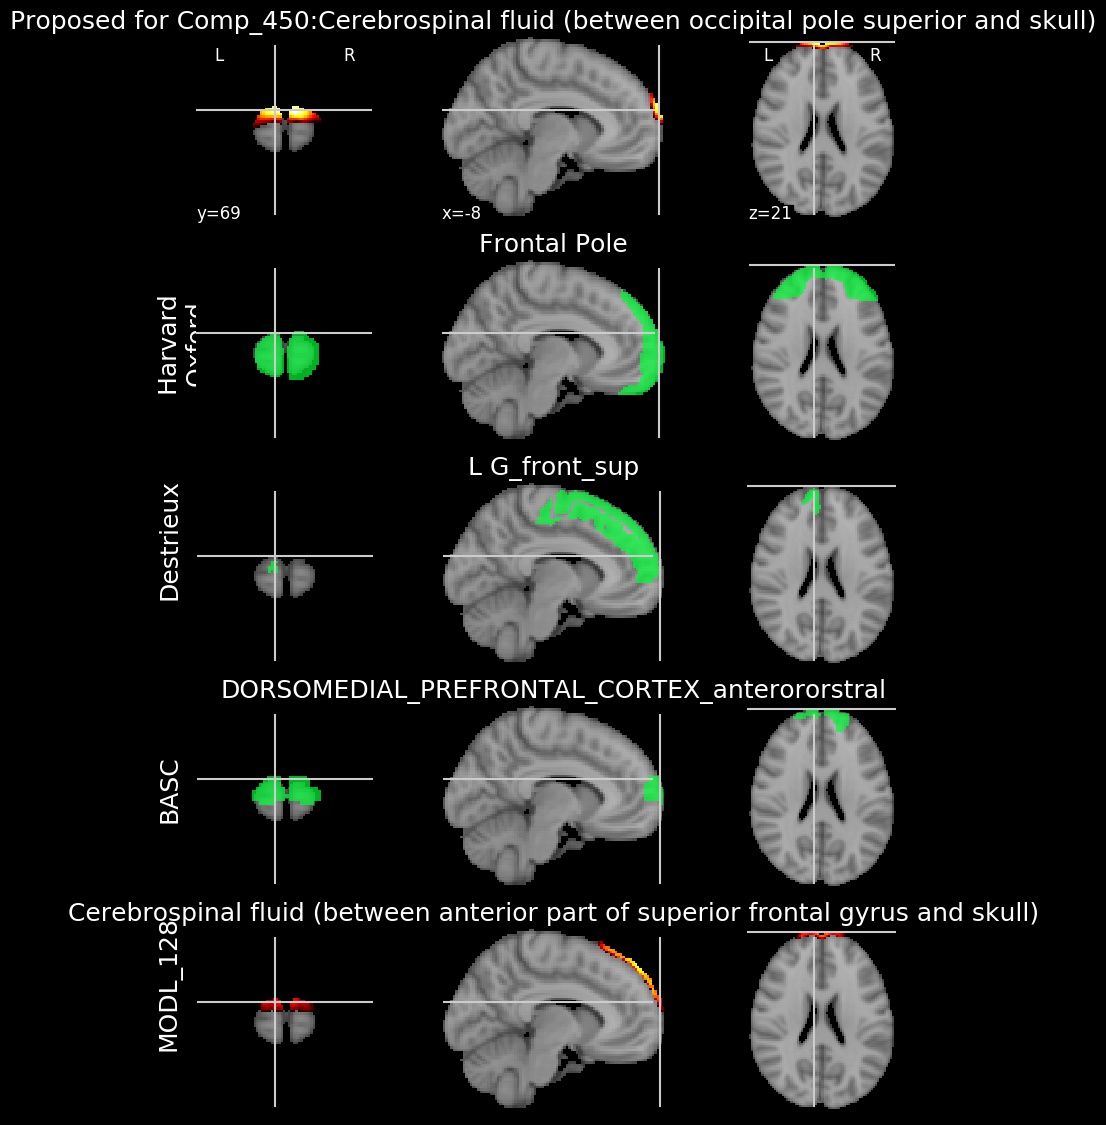 Proposed for Comp_450:Cerebrospinal fluid (between occipital pole superior and skull)
L R
L R
y=69
x=-8
z=21
Frontal Pole
Harvard
Oxford
L G_front_sup
Destrieux
DORSOMEDIAL_PREFRONTAL_CORTEX_anterororstral
BASC
Cerebrospinal fluid (between anterior part of superior frontal gyrus and skull)
MODL_128